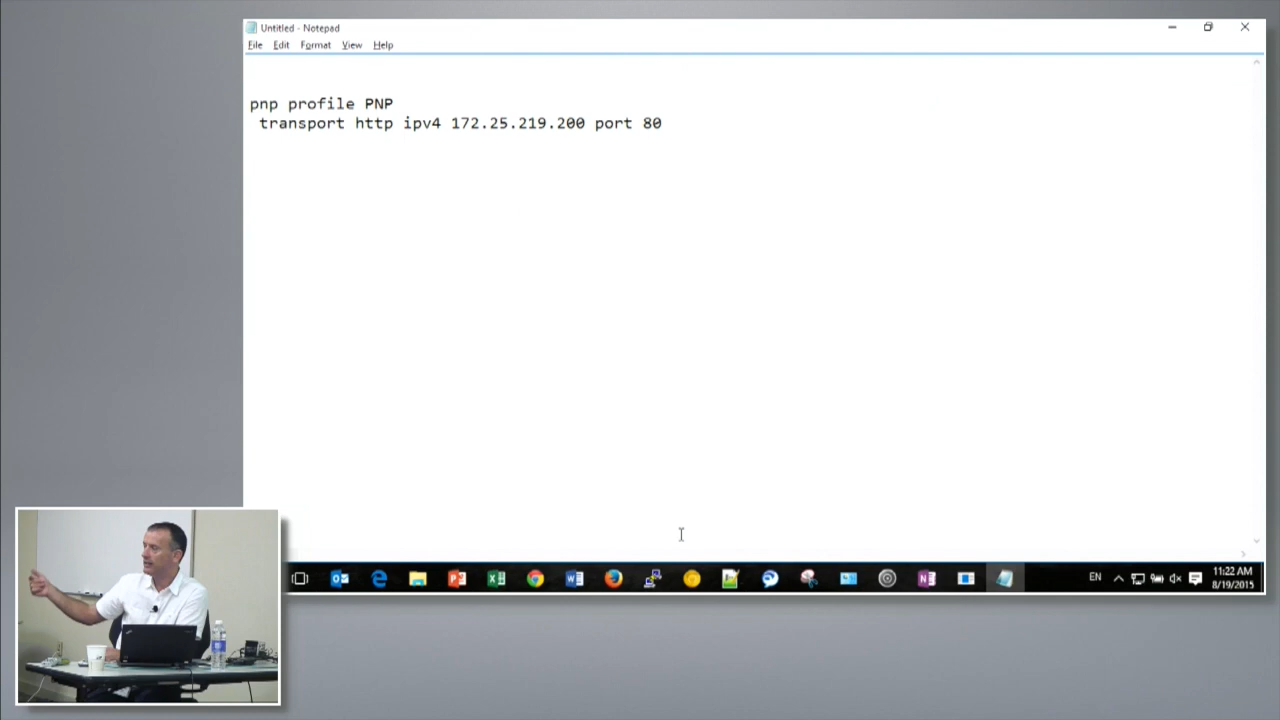 Untitled - Notepad
File Edit Format View Help
pnp profile PNP
 transport http ipv4 172.25.219.200 port 80
EN
11:22 AM
8/19/2015